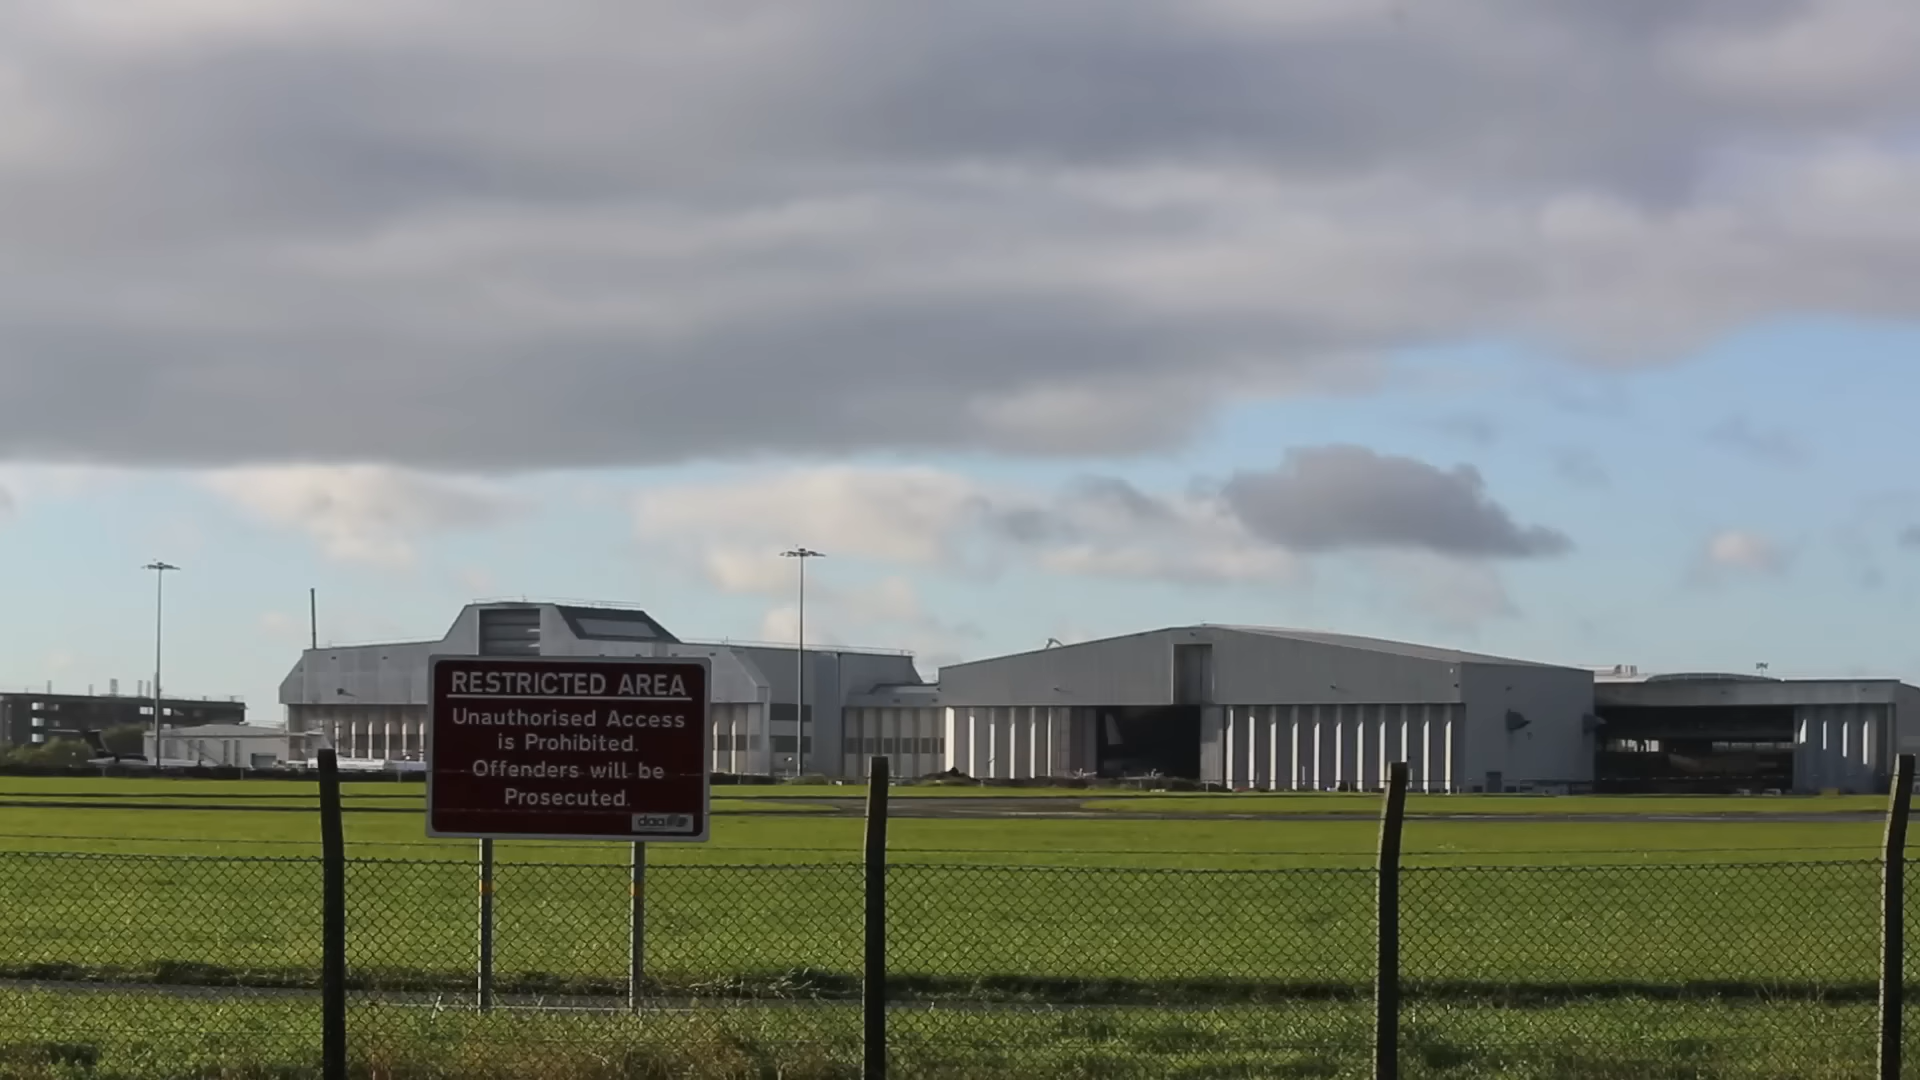 RESTRICTED AREA
Unauthorised Access
is Prohibited.
Offenders will be
Prosecuted.
daa